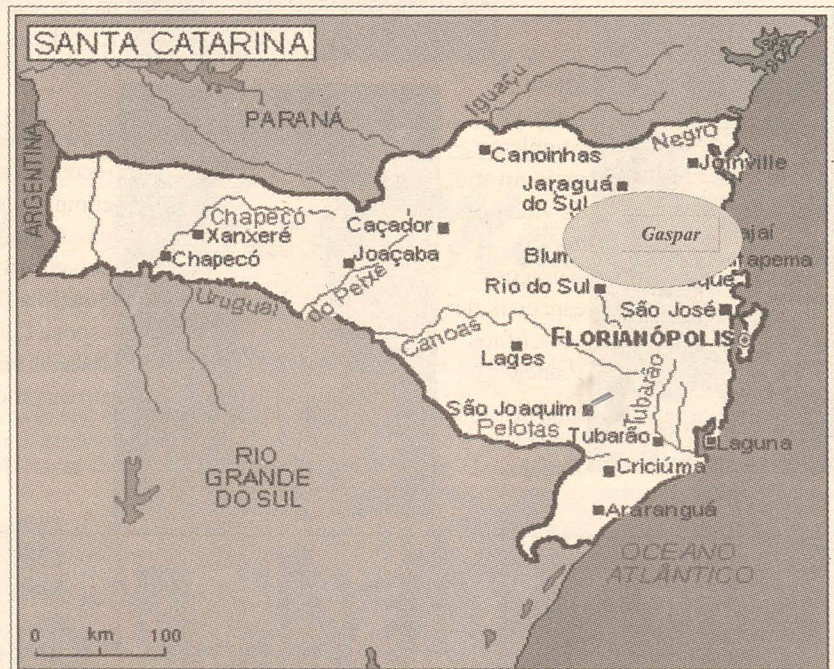 SANTA CATARINA
Iguaçu
PARANÁ
ARGENTINA
Negro
Canoinhas
Joinville
Jaraguá
do Sul
Chapecó
Xanxerê
Caçador
Gaspar
Chapecó
Joaçaba
Rio do Sul
Uruguai
do Peixe
São José
Canoas
FLORIANÓPOLIS
Lages
Tubarão
São Joaquim
Pelotas
Tubarão
Laguna
RIO
GRANDE
DO SUL
Criciúma
Araranguá
OCEANO
ATLÂNTICO
0 km 100